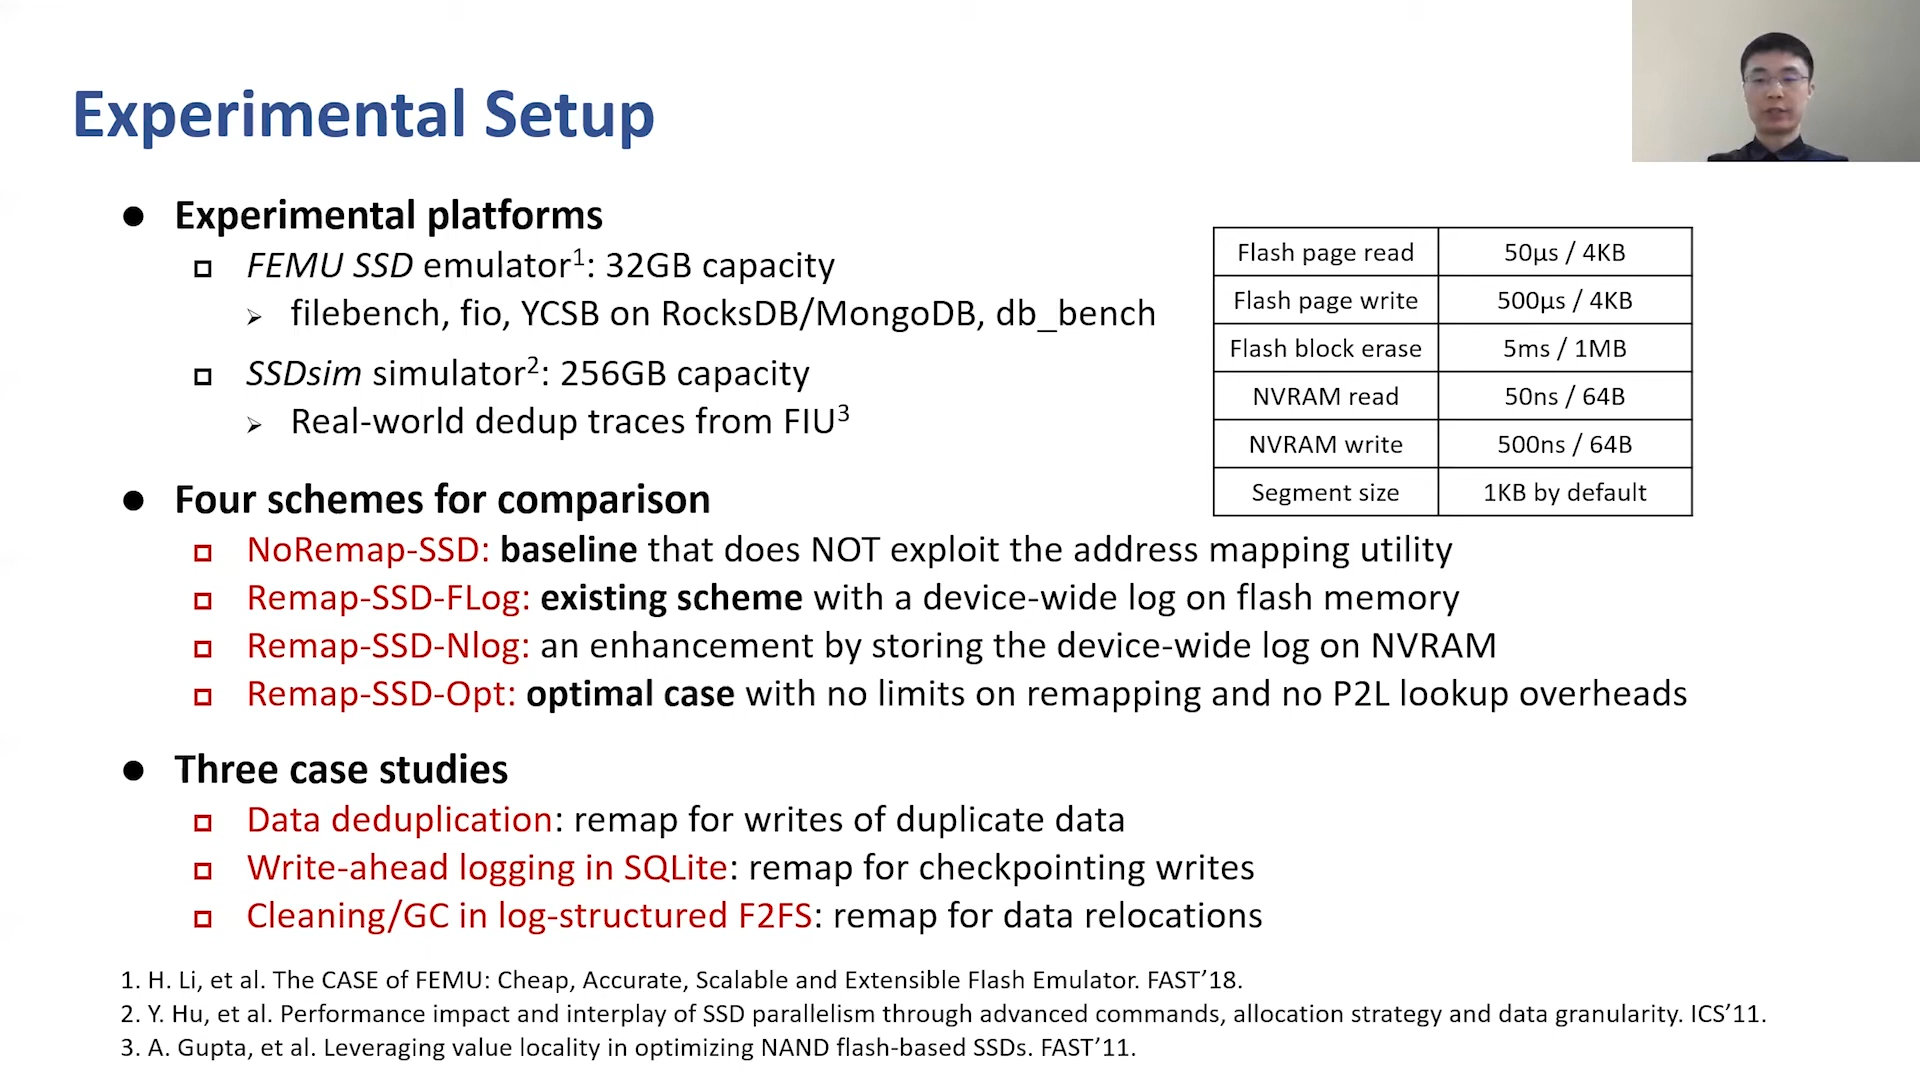 Experimental Setup
● Experimental platforms
FEMU SSD emulator¹: 32GB capacity
➢ filebench, fio, YCSB on RocksDB/MongoDB, db_bench
SSDsim simulator²: 256GB capacity
➢ Real-world dedup traces from FIU³
Flash page read 50µs / 4KB
Flash page write 500µs / 4KB
Flash block erase 5ms / 1MB
NVRAM read 50ns / 64B
NVRAM write 500ns / 64B
Segment size 1KB by default
● Four schemes for comparison
NoRemap-SSD: baseline that does NOT exploit the address mapping utility
Remap-SSD-FLog: existing scheme with a device-wide log on flash memory
Remap-SSD-Nlog: an enhancement by storing the device-wide log on NVRAM
Remap-SSD-Opt: optimal case with no limits on remapping and no P2L lookup overheads
● Three case studies
Data deduplication: remap for writes of duplicate data
Write-ahead logging in SQLite: remap for checkpointing writes
Cleaning/GC in log-structured F2FS: remap for data relocations
1. H. Li, et al. The CASE of FEMU: Cheap, Accurate, Scalable and Extensible Flash Emulator. FAST’18.
2. Y. Hu, et al. Performance impact and interplay of SSD parallelism through advanced commands, allocation strategy and data granularity. ICS’11.
3. A. Gupta, et al. Leveraging value locality in optimizing NAND flash-based SSDs. FAST’11.